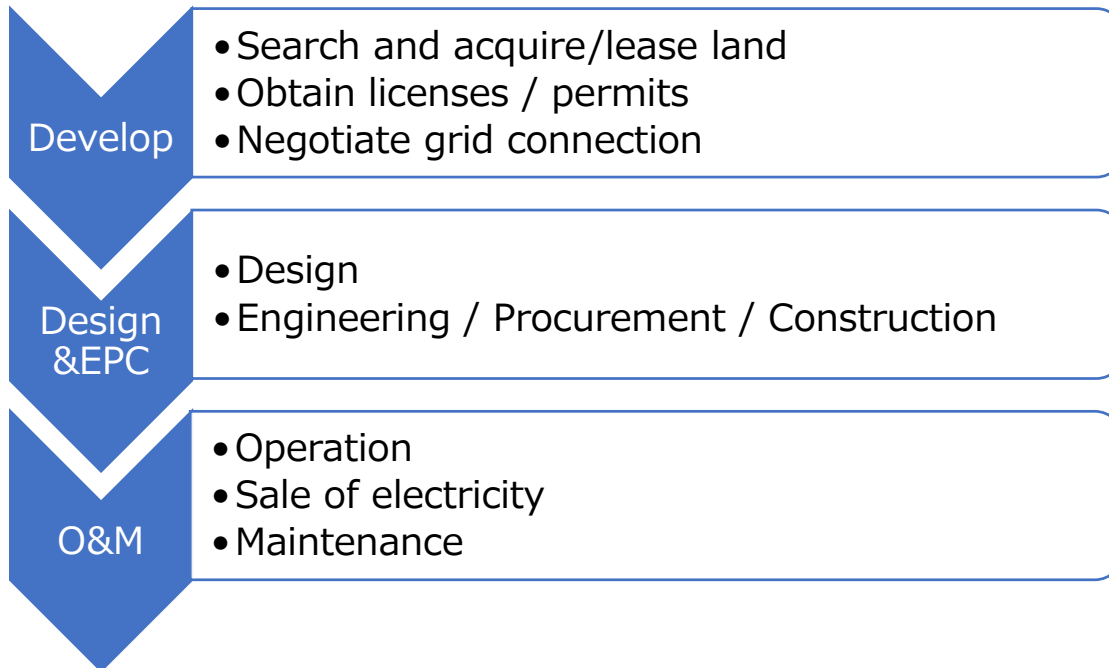 Develop
•Search and acquire/lease land
•Obtain licenses / permits
•Negotiate grid connection
Design
&EPC
•Design
•Engineering / Procurement / Construction
O&M
•Operation
•Sale of electricity
•Maintenance